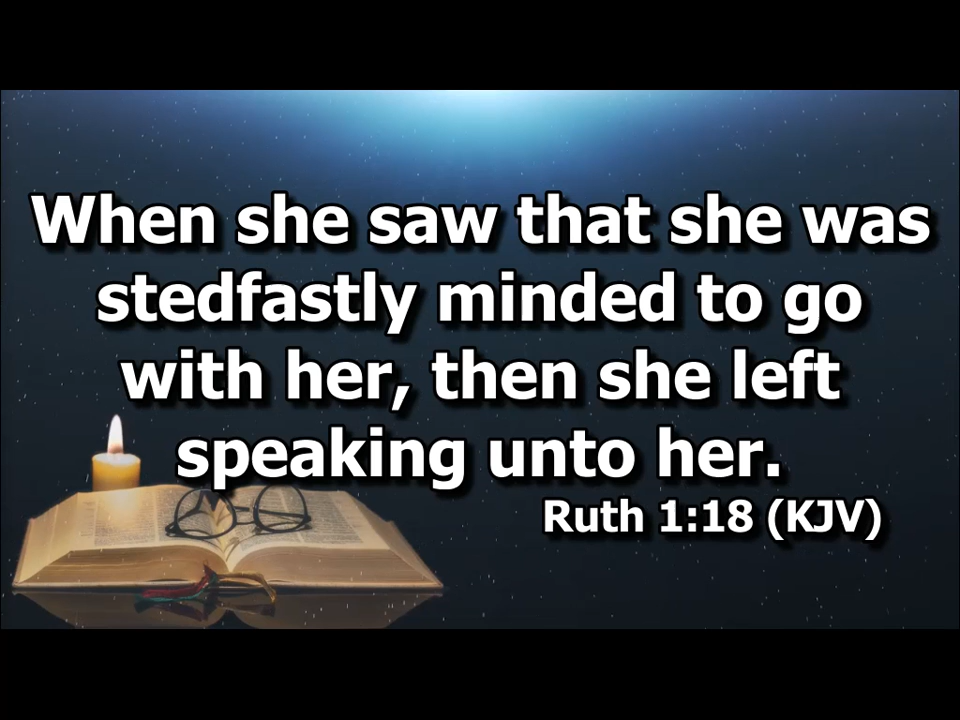 When she saw that she was
stedfastly minded to go
with her, then she left
speaking unto her.
Ruth 1:18 (KJV)